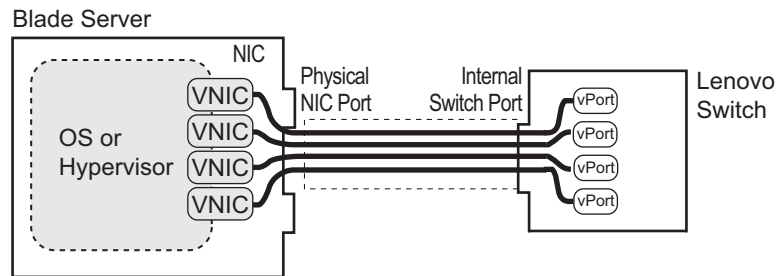 Blade Server
NIC
OS or
Hypervisor
VNIC
VNIC
VNIC
VNIC
Physical
NIC Port
Internal
Switch Port
vPort
vPort
vPort
vPort
Lenovo
Switch